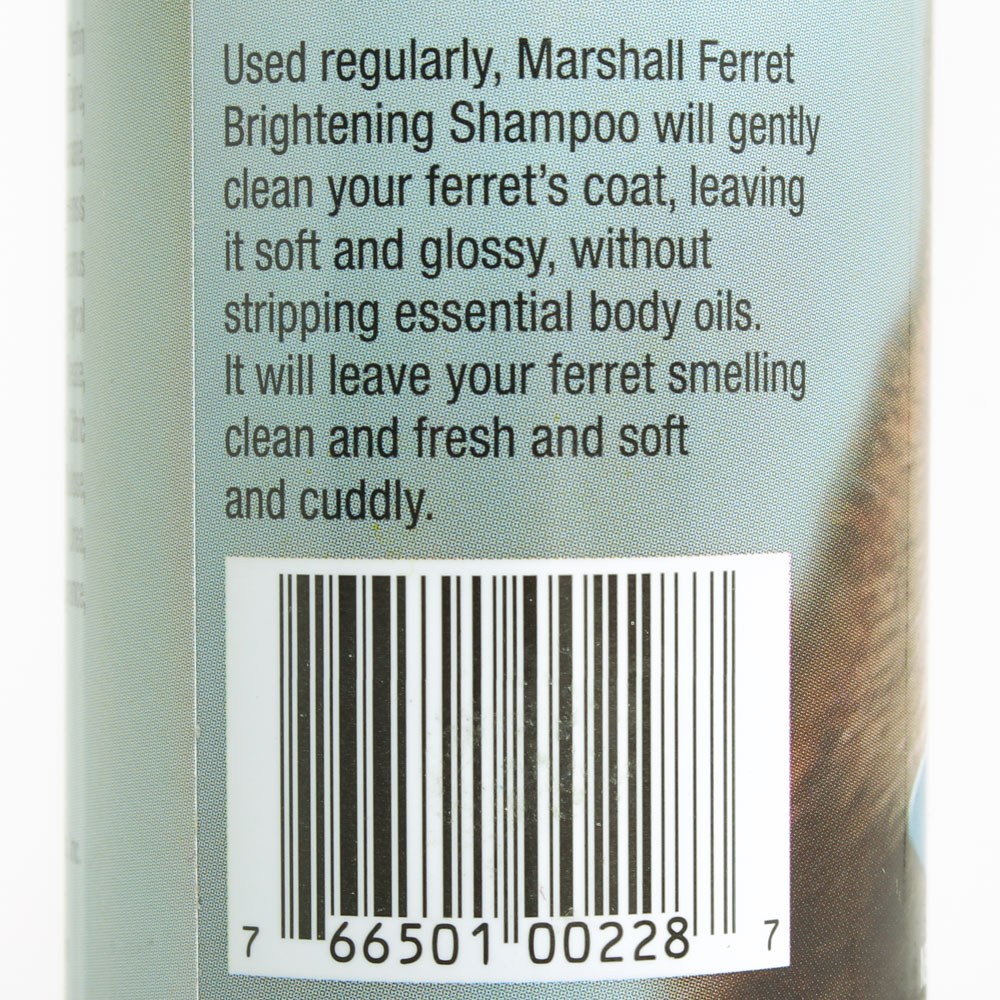 Used regularly, Marshall Ferret
Brightening Shampoo will gently
clean your ferret's coat, leaving
it soft and glossy, without
stripping essential body oils.
It will leave your ferret smelling
clean and fresh and soft
and cuddly.
7 66501 00228 7